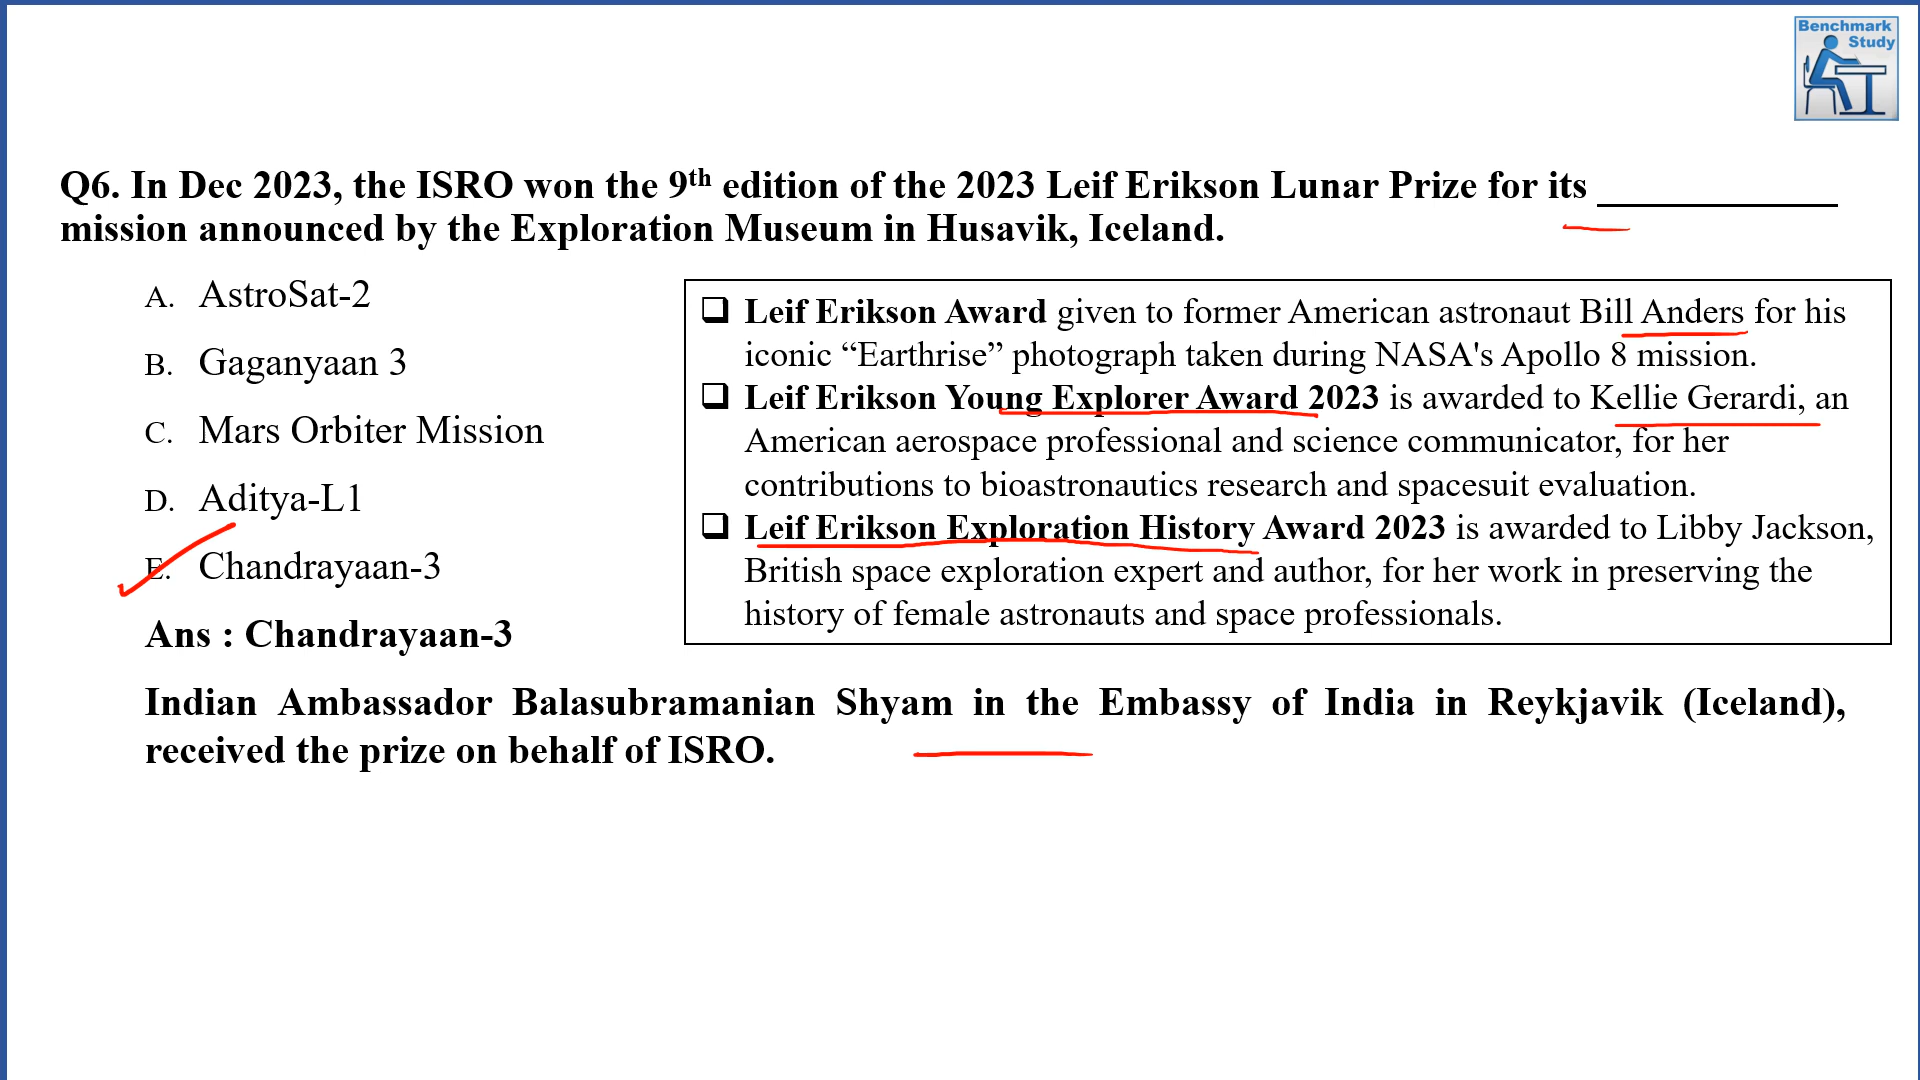 Benchmark
Study
Q6. In Dec 2023, the ISRO won the 9th edition of the 2023 Leif Erikson Lunar Prize for its ____________
mission announced by the Exploration Museum in Husavik, Iceland.
A. AstroSat-2
B. Gaganyaan 3
C. Mars Orbiter Mission
D. Aditya-L1
E. Chandrayaan-3
Ans : Chandrayaan-3
❑ Leif Erikson Award given to former American astronaut Bill Anders for his
iconic “Earthrise” photograph taken during NASA's Apollo 8 mission.
❑ Leif Erikson Young Explorer Award 2023 is awarded to Kellie Gerardi, an
American aerospace professional and science communicator, for her
contributions to bioastronautics research and spacesuit evaluation.
❑ Leif Erikson Exploration History Award 2023 is awarded to Libby Jackson,
British space exploration expert and author, for her work in preserving the
history of female astronauts and space professionals.
Indian Ambassador Balasubramanian Shyam in the Embassy of India in Reykjavik (Iceland),
received the prize on behalf of ISRO.